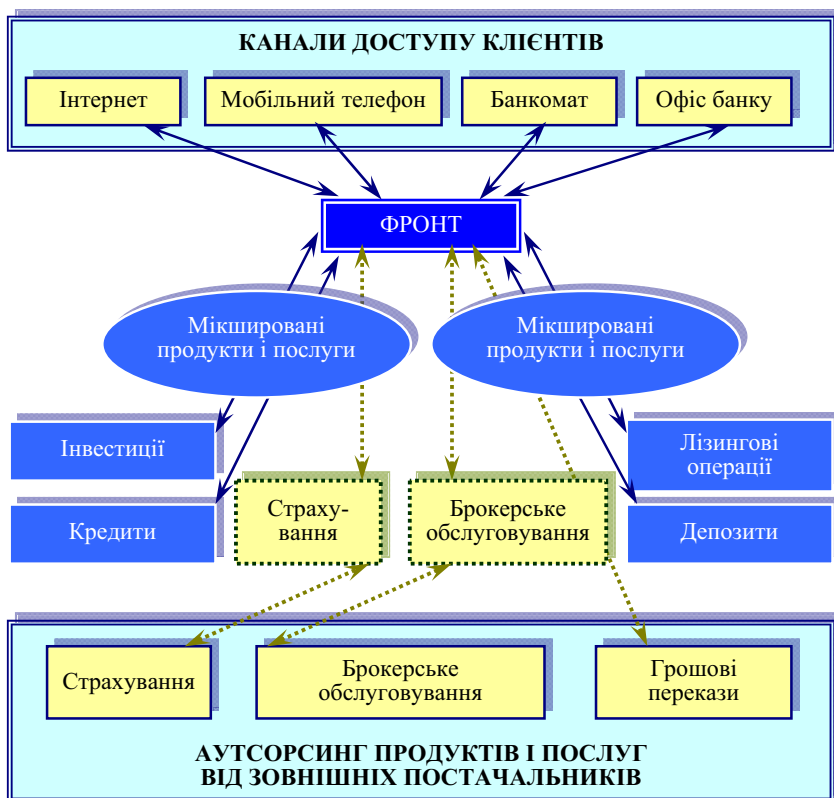 КАНАЛИ ДОСТУПУ КЛІЄНТІВ
Інтернет
Мобільний телефон
Банкомат
Офіс банку
ФРОНТ
Мікшировані
продукти і послуги
Мікшировані
продукти і послуги
Інвестиції
Лізингові
операції
Кредити
Страху-
вання
Брокерське
обслуговування
Депозити
Страхування
Брокерське
обслуговування
Грошові
перекази
АУТСОРСИНГ ПРОДУКТІВ І ПОСЛУГ
ВІД ЗОВНІШНІХ ПОСТАЧАЛЬНИКІВ